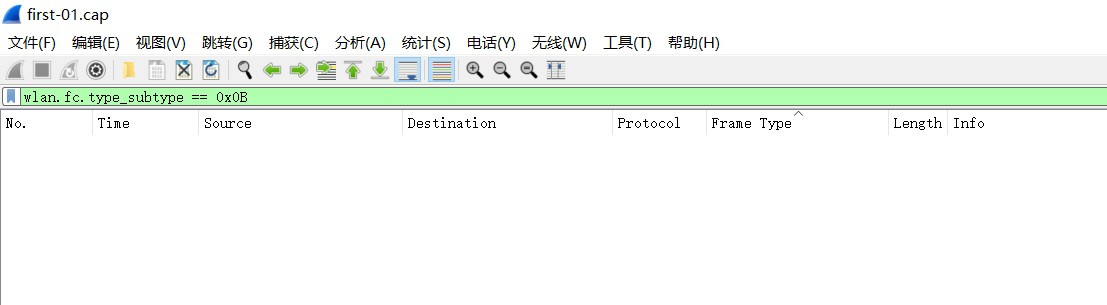 first-01.cap
文件(F) 编辑(E) 视图(V) 跳转(G) 捕获(C) 分析(A) 统计(S) 电话(Y) 无线(W) 工具(T) 帮助(H)
wlan.fc.type_subtype == 0x0B
No. Time Source Destination Protocol Frame Type Length Info